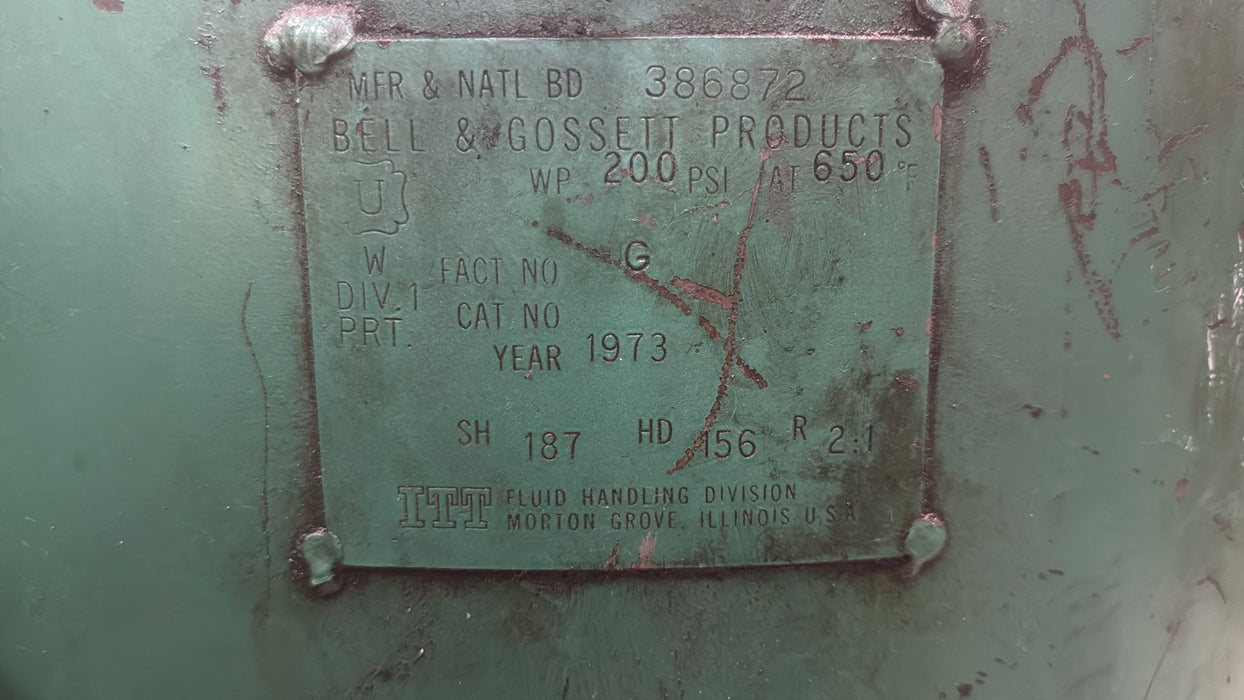 MFR & NATL BD 386872
BELL & GOSSETT PRODUCTS
WP 200 PSI AT 650 °F
U
W
DIV. 1
PRT.
FACT NO G
CAT NO
YEAR 1973
SH 187 HD 156 R 2:1
ITT FLUID HANDLING DIVISION
MORTON GROVE, ILLINOIS U.S.A